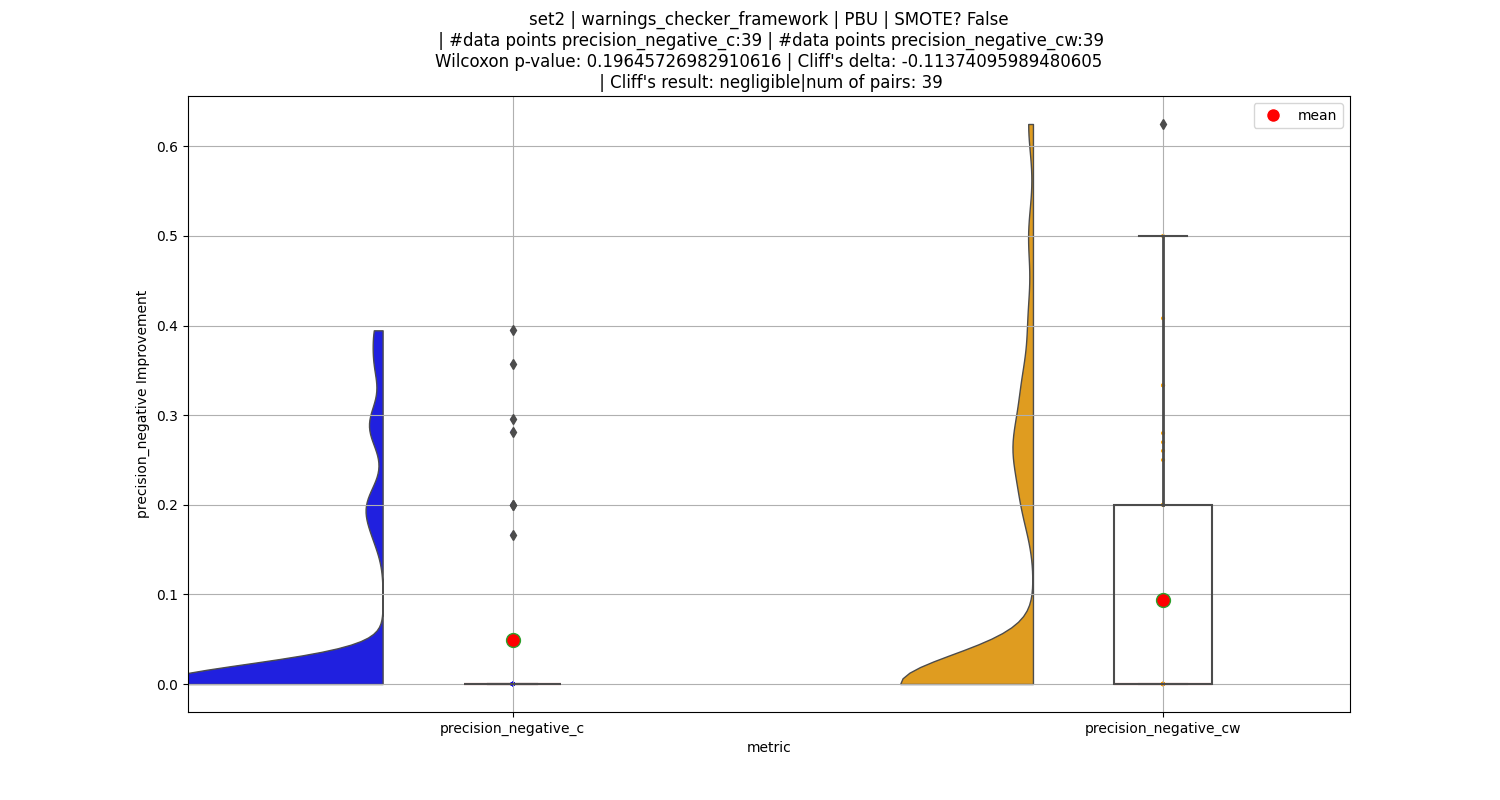 set2 | warnings_checker_framework | PBU | SMOTE? False
| #data points precision_negative_c:39 | #data points precision_negative_cw:39
Wilcoxon p-value: 0.19645726982910616 | Cliff's delta: -0.11374095989480605
| Cliff's result: negligible|num of pairs: 39
mean
0.6
0.5
0.4
0.3
0.2
0.1
0.0
precision_negative Improvement
precision_negative_c
precision_negative_cw
metric